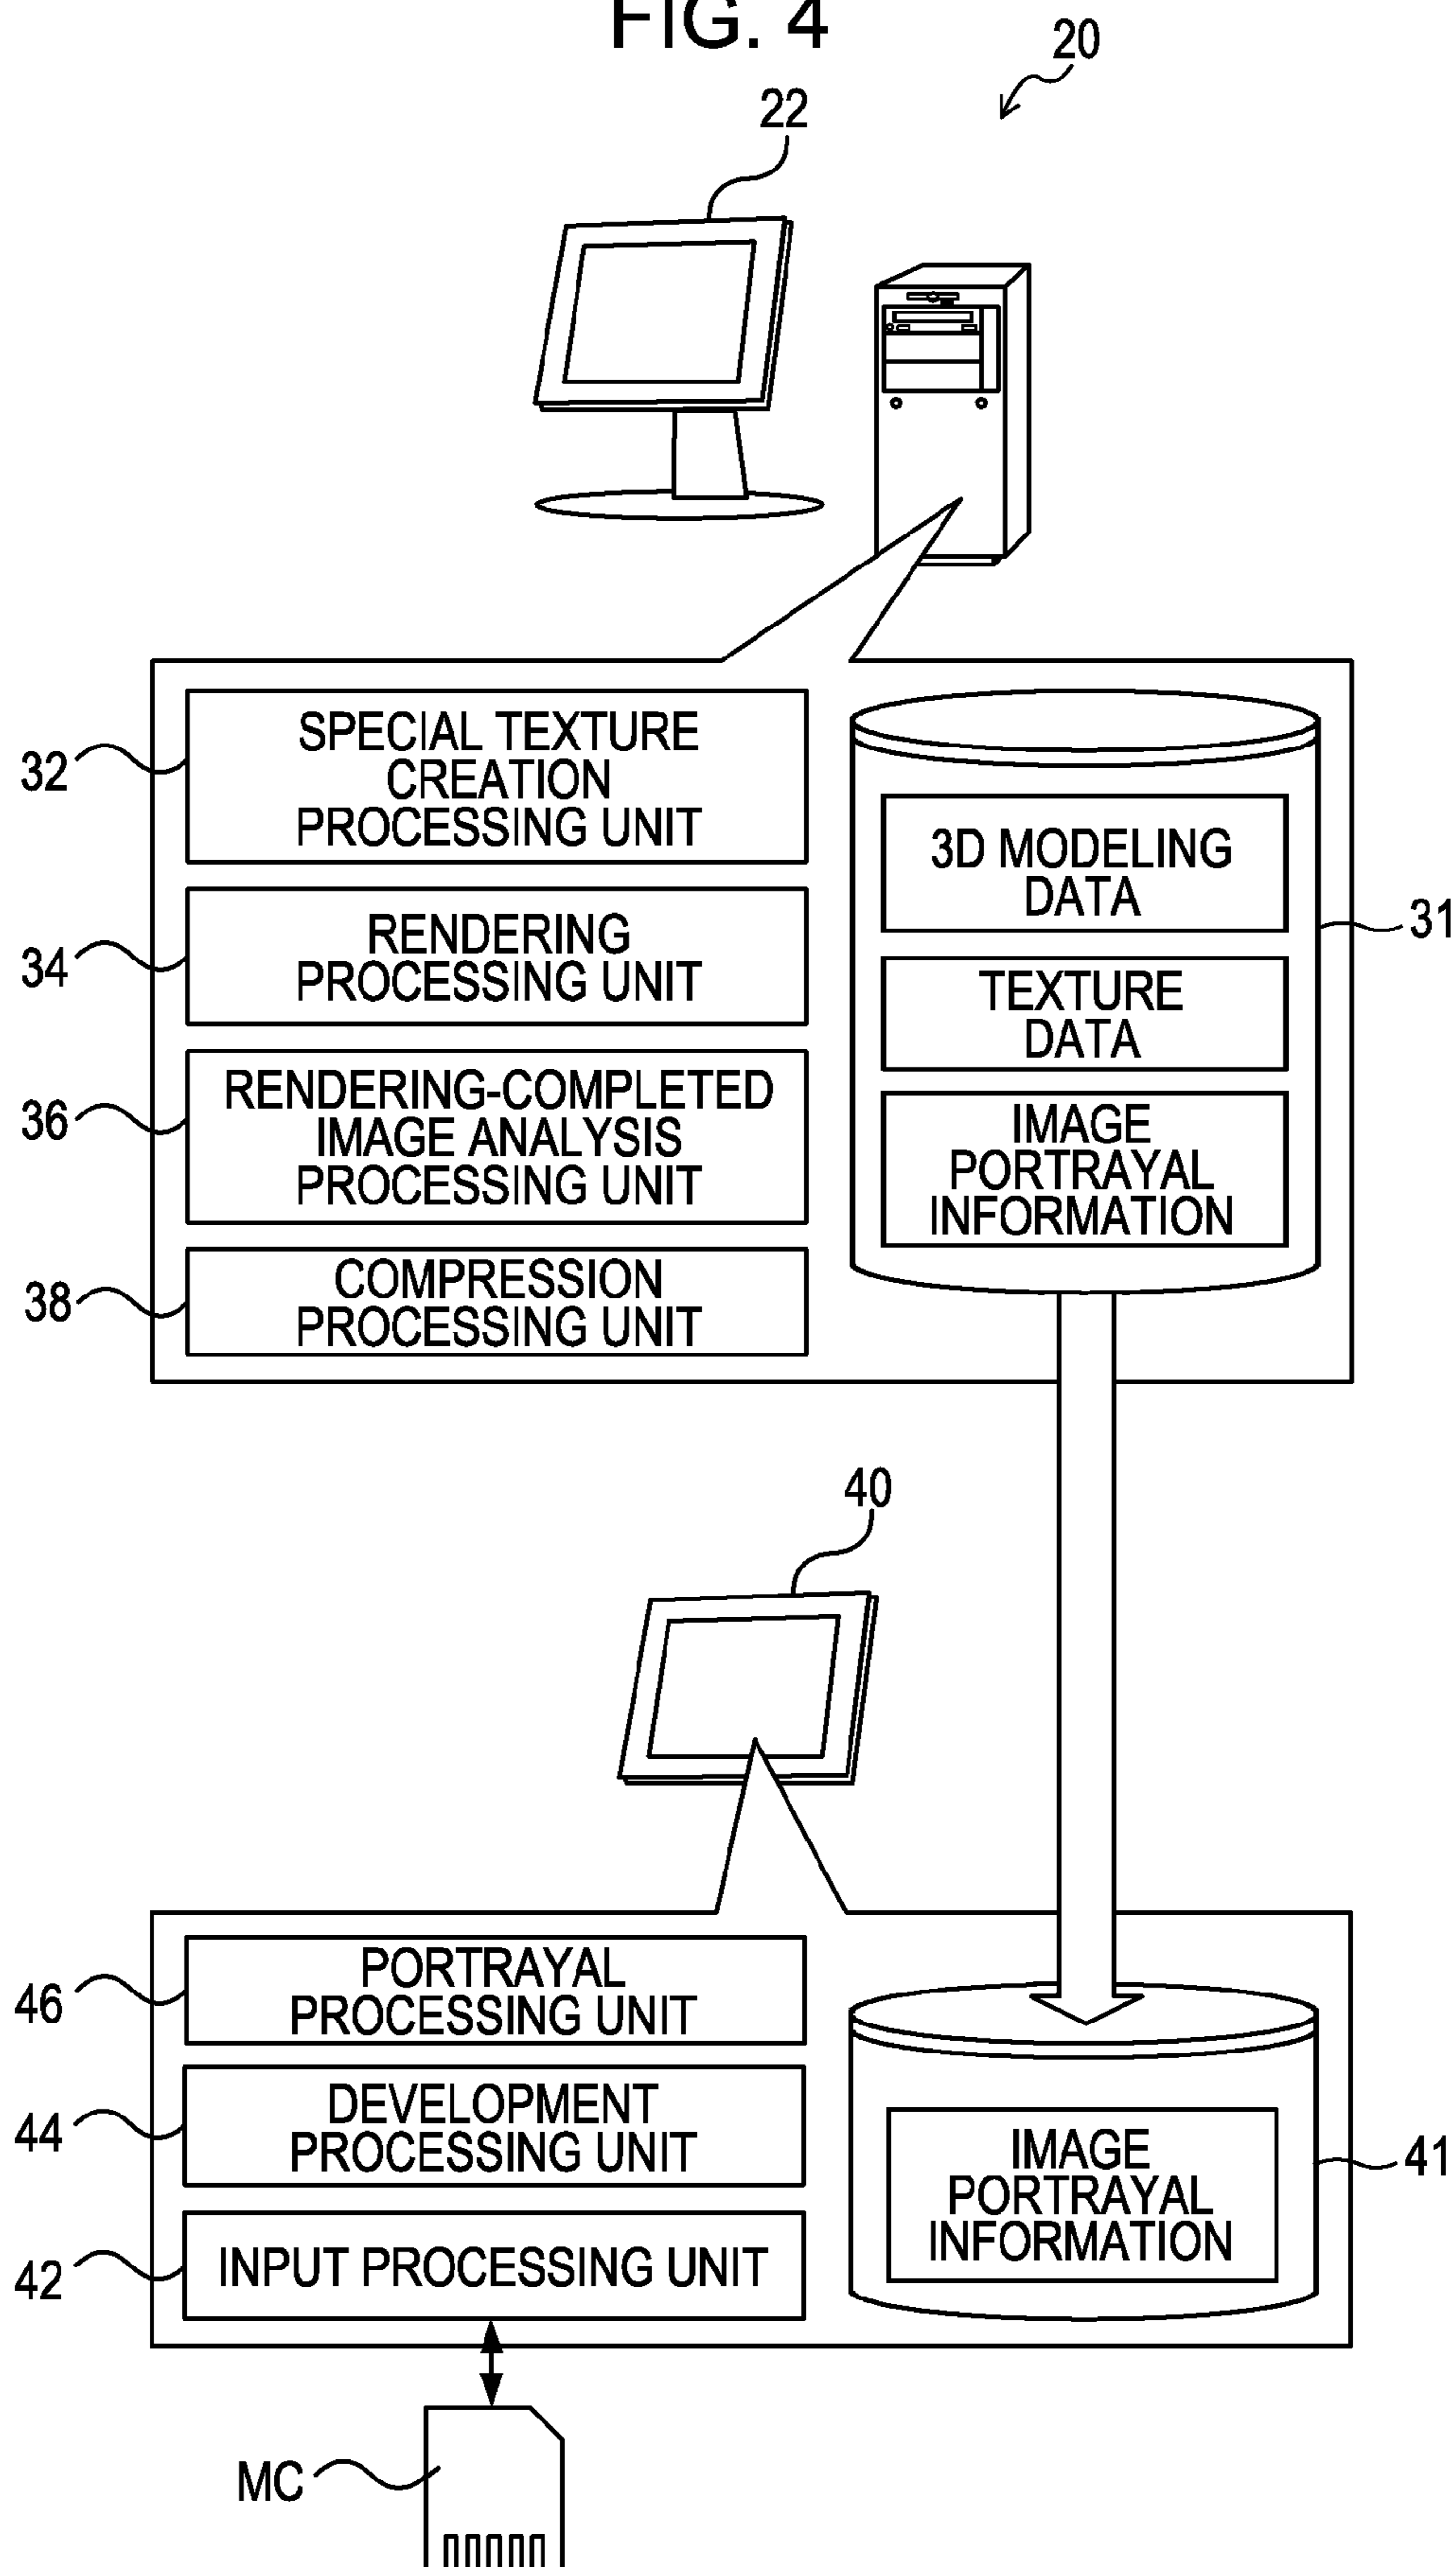 FIG. 4
20
22
32
SPECIAL TEXTURE
CREATION
PROCESSING UNIT
34
RENDERING
PROCESSING UNIT
36
RENDERING-COMPLETED
IMAGE ANALYSIS
PROCESSING UNIT
38
COMPRESSION
PROCESSING UNIT
3D MODELING
DATA
TEXTURE
DATA
IMAGE
PORTRAYAL
INFORMATION
31
40
46
PORTRAYAL
PROCESSING UNIT
44
DEVELOPMENT
PROCESSING UNIT
42
INPUT PROCESSING UNIT
IMAGE
PORTRAYAL
INFORMATION
41
MC